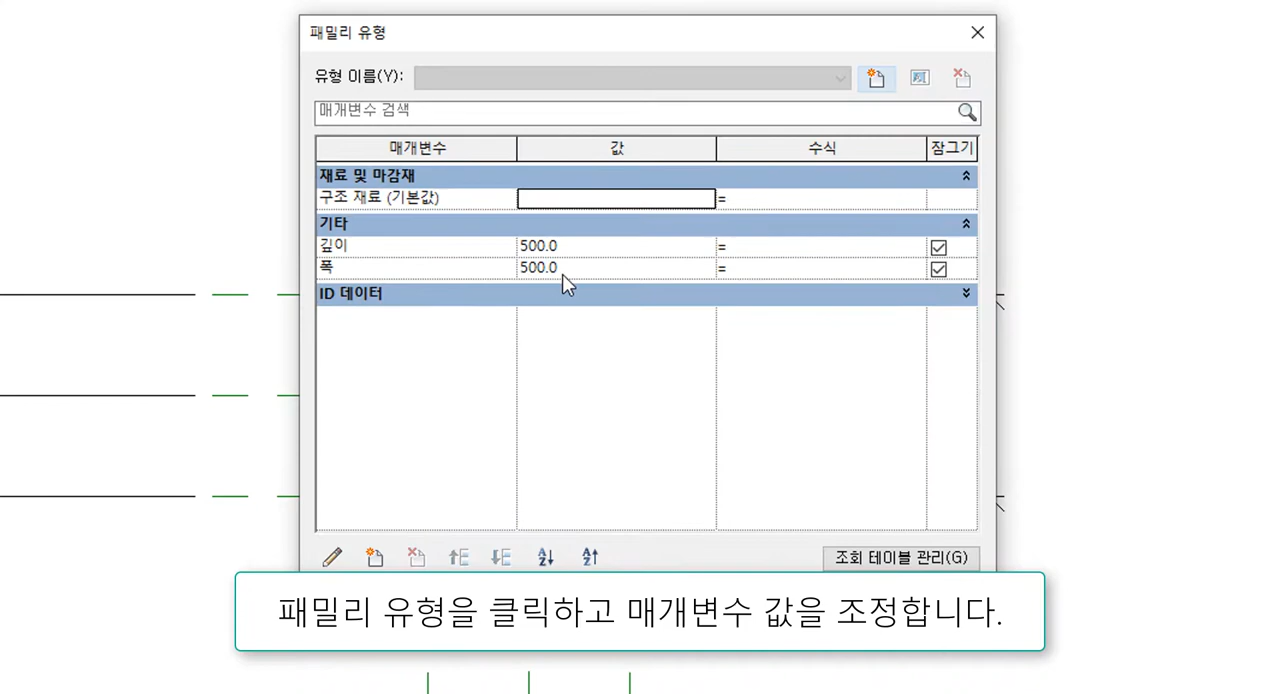 패밀리 유형
유형 이름(Y):
매개변수 검색
매개변수 값 수식 잠그기
재료 및 마감재
구조 재료 (기본값) =
기타
깊이 500.0 =
폭 500.0 =
ID 데이터
조회 테이블 관리(G)
패밀리 유형을 클릭하고 매개변수 값을 조정합니다.